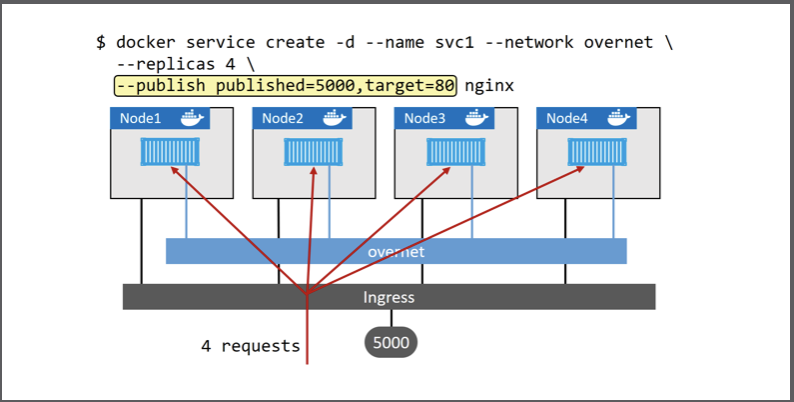 $ docker service create -d --name svc1 --network overnet \
--replicas 4 \
--publish published=5000,target=80 nginx
Node1
Node2
Node3
Node4
overnet
Ingress
4 requests
5000